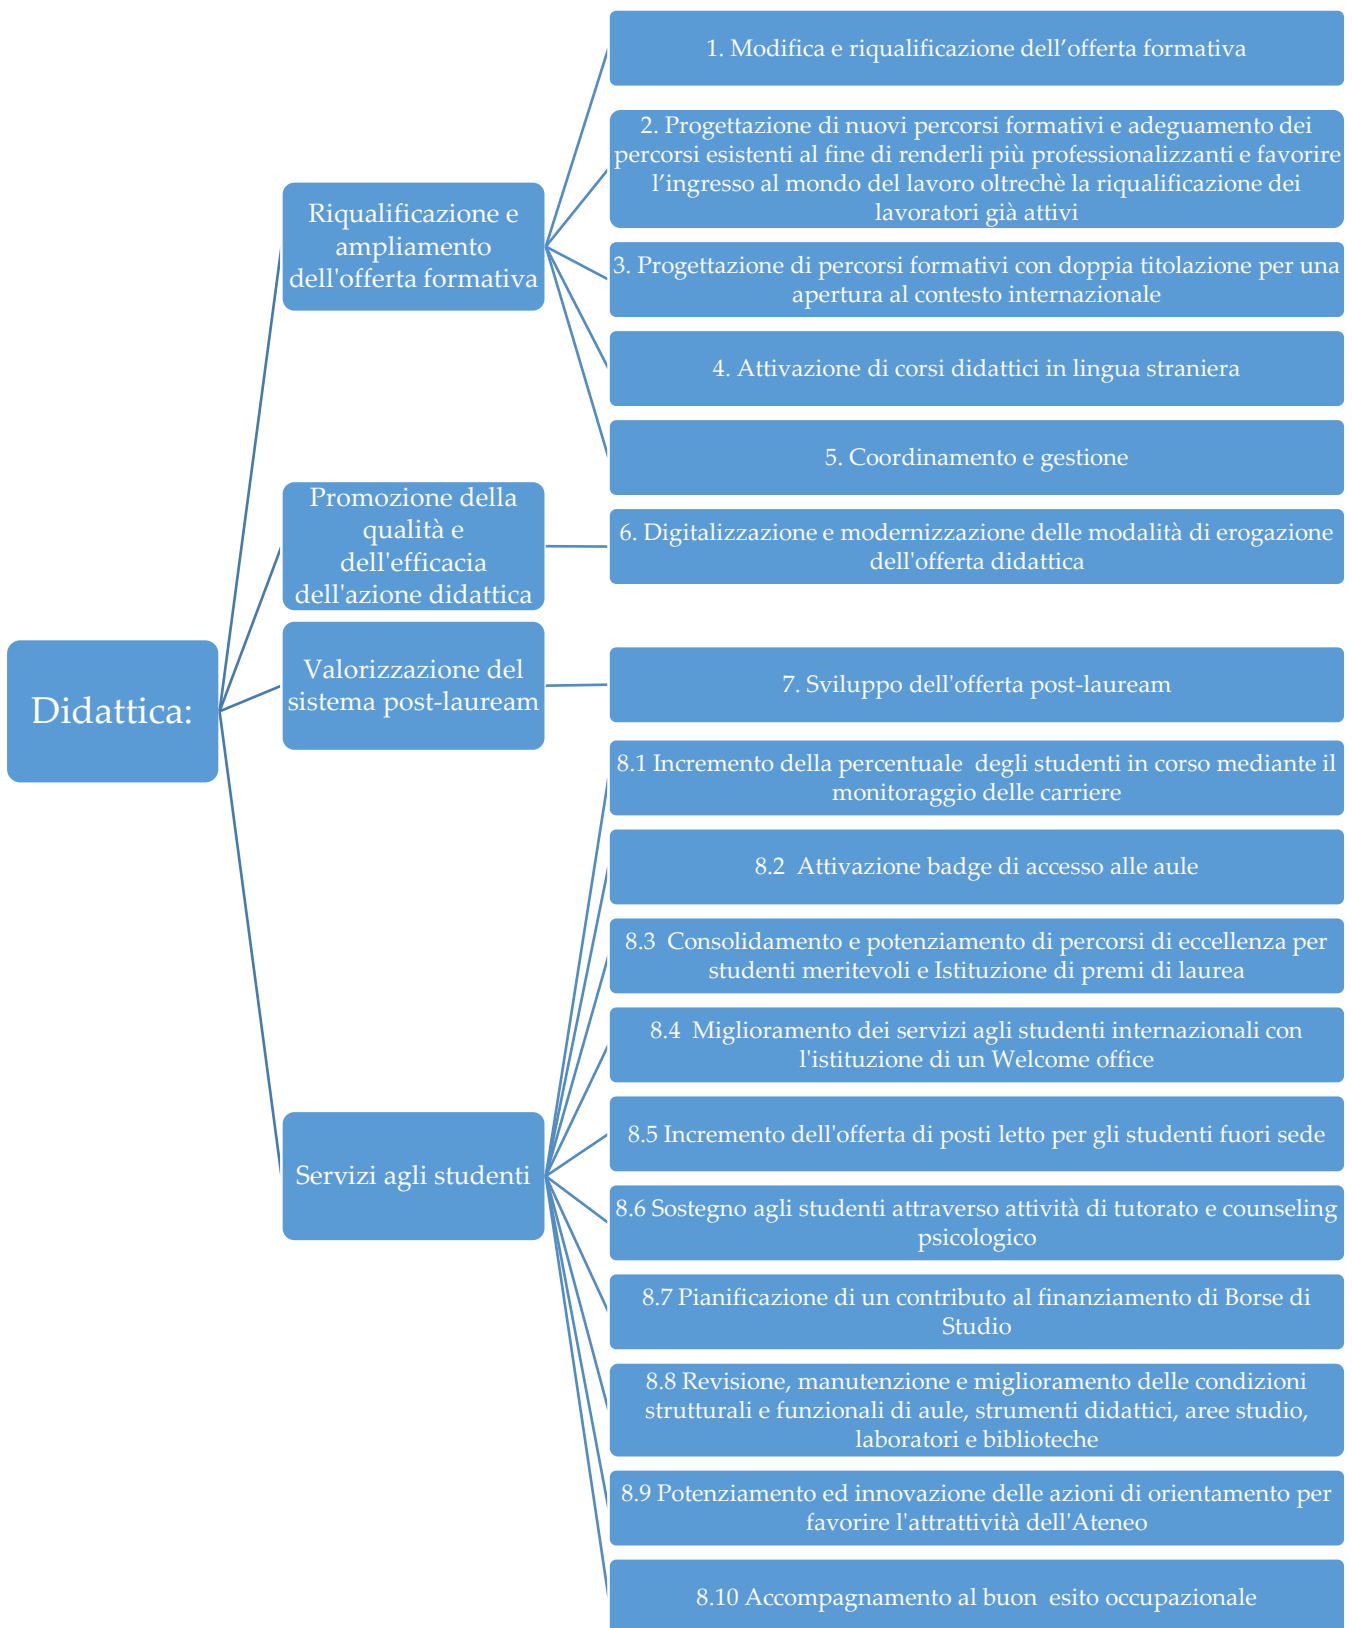 Didattica:
Riqualificazione e
ampliamento
dell'offerta formativa
1. Modifica e riqualificazione dell’offerta formativa
2. Progettazione di nuovi percorsi formativi e adeguamento dei
percorsi esistenti al fine di renderli più professionalizzanti e favorire
l’ingresso al mondo del lavoro oltrechè la riqualificazione dei
lavoratori già attivi
3. Progettazione di percorsi formativi con doppia titolazione per una
apertura al contesto internazionale
4. Attivazione di corsi didattici in lingua straniera
5. Coordinamento e gestione
Promozione della
qualità e
dell'efficacia
dell'azione didattica
6. Digitalizzazione e modernizzazione delle modalità di erogazione
dell'offerta didattica
Valorizzazione del
sistema post-lauream
7. Sviluppo dell'offerta post-lauream
Servizi agli studenti
8.1 Incremento della percentuale  degli studenti in corso mediante il
monitoraggio delle carriere
8.2  Attivazione badge di accesso alle aule
8.3  Consolidamento e potenziamento di percorsi di eccellenza per
studenti meritevoli e Istituzione di premi di laurea
8.4  Miglioramento dei servizi agli studenti internazionali con
l'istituzione di un Welcome office
8.5 Incremento dell'offerta di posti letto per gli studenti fuori sede
8.6 Sostegno agli studenti attraverso attività di tutorato e counseling
psicologico
8.7 Pianificazione di un contributo al finanziamento di Borse di
Studio
8.8 Revisione, manutenzione e miglioramento delle condizioni
strutturali e funzionali di aule, strumenti didattici, aree studio,
laboratori e biblioteche
8.9 Potenziamento ed innovazione delle azioni di orientamento per
favorire l'attrattività dell'Ateneo
8.10 Accompagnamento al buon  esito occupazionale